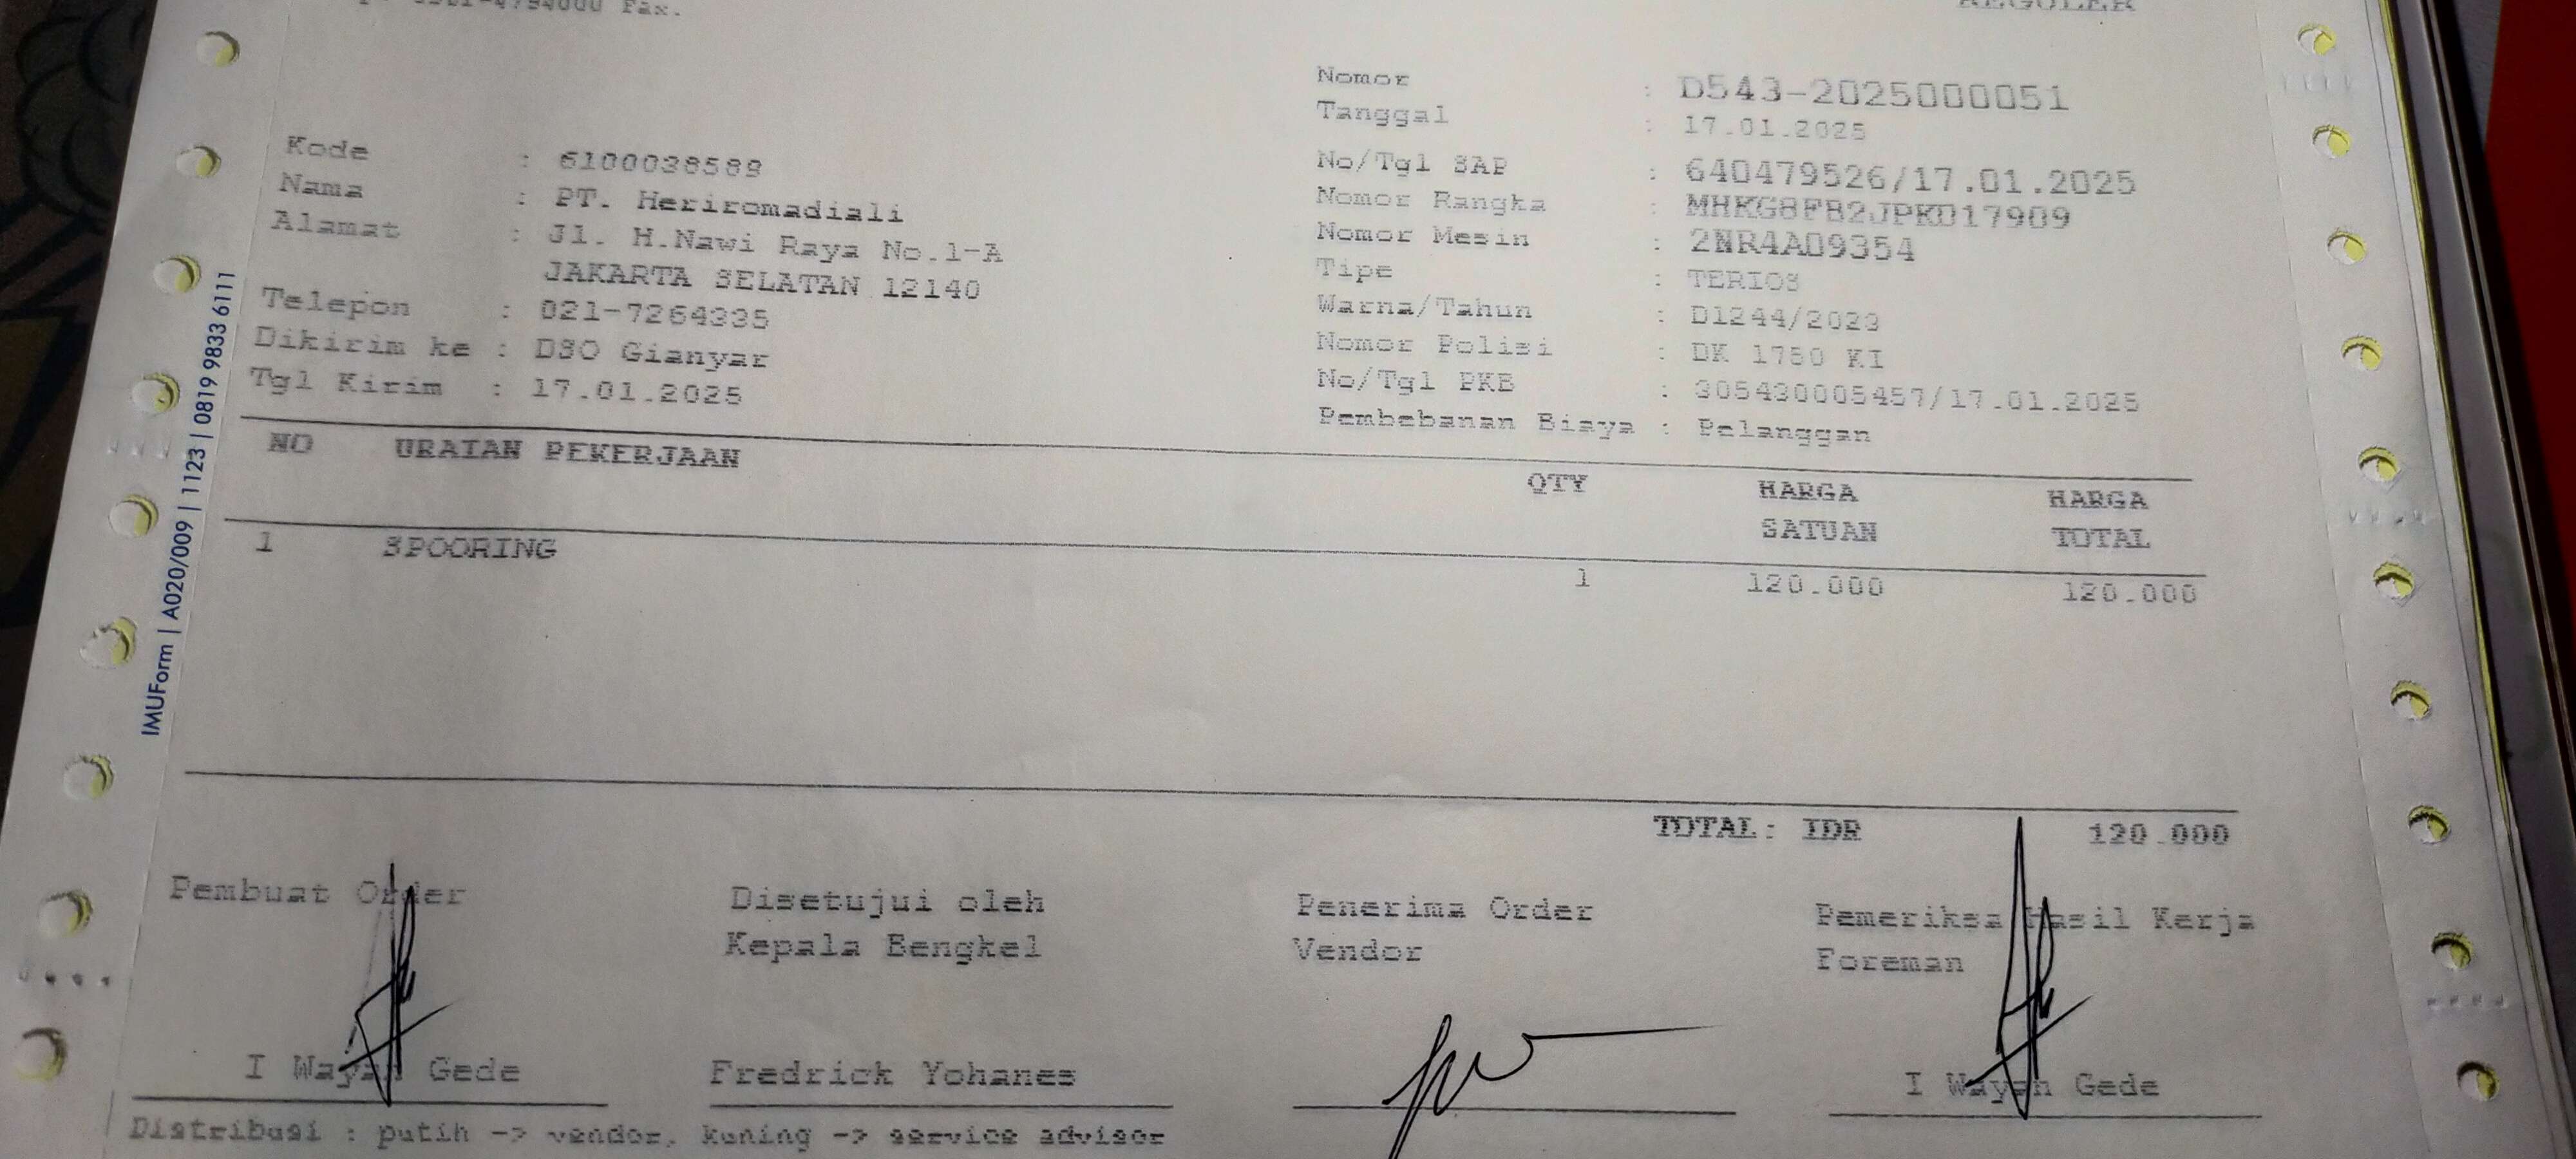 Fax.
REGULER
Nomor : D543-2025000051
Tanggal : 17.01.2025
No/Tgl SAP : 640479526/17.01.2025
Nomor Rangka : MHKG8FB2JPK017909
Nomor Mesin : 2NR4A09354
Tipe : TERIOS
Warna/Tahun : D1244/2023
Nomor Polisi : DK 1780 KI
No/Tgl PKB : 305430005457/17.01.2025
Pembebanan Biaya : Pelanggan
Kode : 6100038589
Nama : PT. Heriromadiali
Alamat : Jl. H.Nawi Raya No.1-A
JAKARTA SELATAN 12140
Telepon : 021-7264335
Dikirim ke : DSO Gianyar
Tgl Kirim : 17.01.2025
NO URAIAN PEKERJAAN QTY HARGA SATUAN HARGA TOTAL
1 SPOORING 1 120.000 120.000
TOTAL: IDR 120.000
Pembuat Order
I Wayan Gede
Disetujui oleh
Kepala Bengkel
Fredrick Yohanes
Penerima Order
Vendor
Pemeriksa Hasil Kerja
Foreman
I Wayan Gede
Distribusi : putih -> vendor, kuning -> service advisor
IMUForm | A020/009 | 1123 | 0819 9833 6111